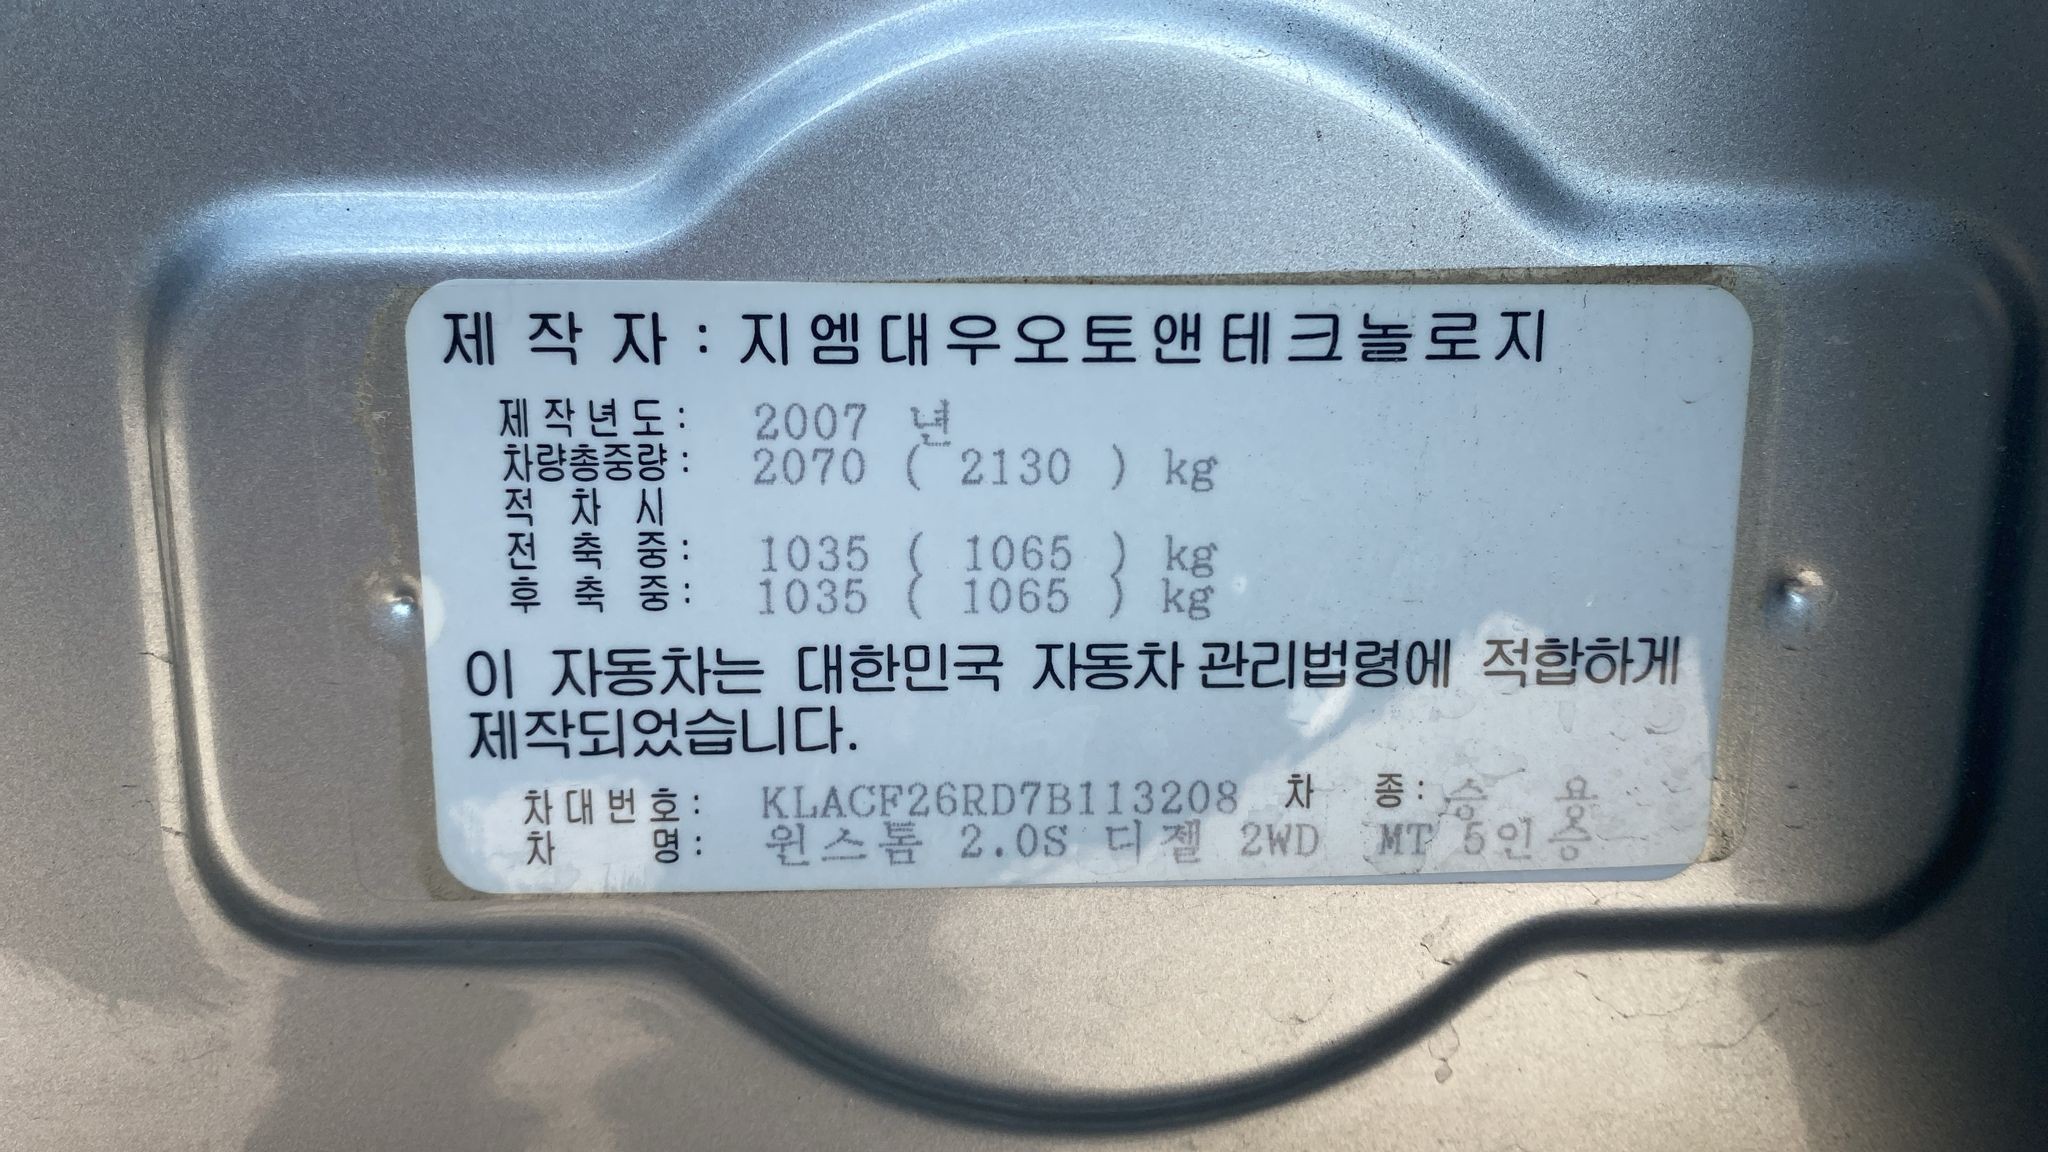 제 작 자 : 지엠대우오토앤테크놀로지
제작년도: 2007 년
차량총중량: 2070 ( 2130 ) kg
적 차 시
전 축 중: 1035 ( 1065 ) kg
후 축 중: 1035 ( 1065 ) kg
이 자동차는 대한민국 자동차관리법령에 적합하게
제작되었습니다.
차대번호: KLACF26RD7B113208 차 종: 승 용
차 명: 윈스톰 2.0S 디젤 2WD MT 5인승